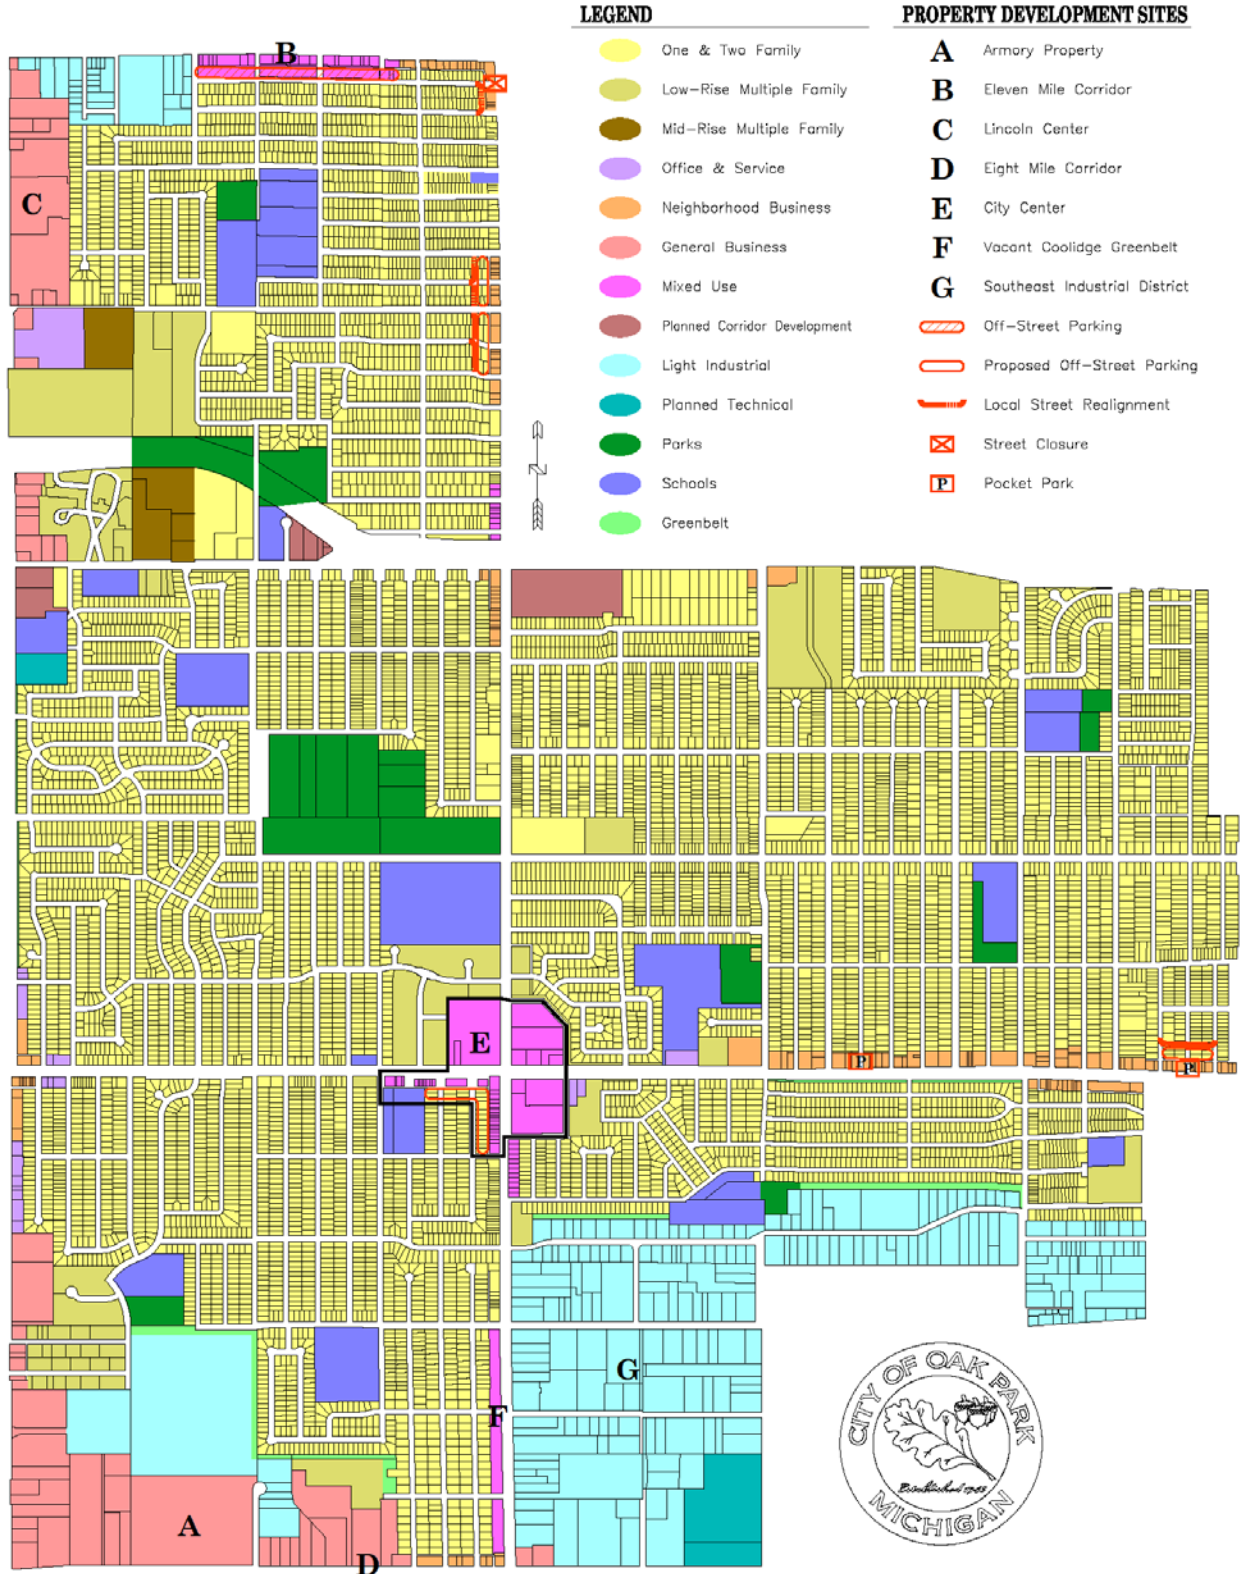 LEGEND
One & Two Family
Low-Rise Multiple Family
Mid-Rise Multiple Family
Office & Service
Neighborhood Business
General Business
Mixed Use
Planned Corridor Development
Light Industrial
Planned Technical
Parks
Schools
Greenbelt
PROPERTY DEVELOPMENT SITES
A Armory Property
B Eleven Mile Corridor
C Lincoln Center
D Eight Mile Corridor
E City Center
F Vacant Coolidge Greenbelt
G Southeast Industrial District
Off-Street Parking
Proposed Off-Street Parking
Local Street Realignment
Street Closure
P Pocket Park
B
C
N
E
P
P
G
F
A
D
CITY OF OAK PARK
Established 1945
MICHIGAN